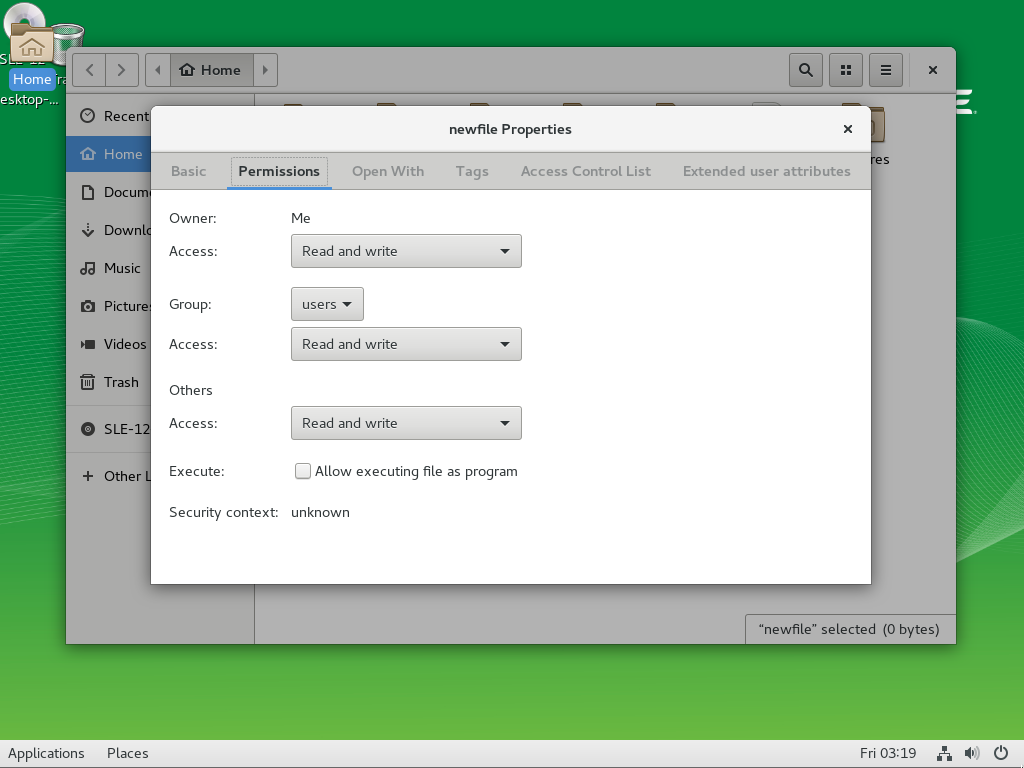 Home
esktop-...
Home
newfile Properties
Basic Permissions Open With Tags Access Control List Extended user attributes
Owner: Me
Access: Read and write
Group: users
Access: Read and write
Others
Access: Read and write
Execute: Allow executing file as program
Security context: unknown
Recent
Home
Docum
Downlo
Music
Pictures
Videos
Trash
SLE-12
Other L
res
“newfile” selected (0 bytes)
Applications Places Fri 03:19